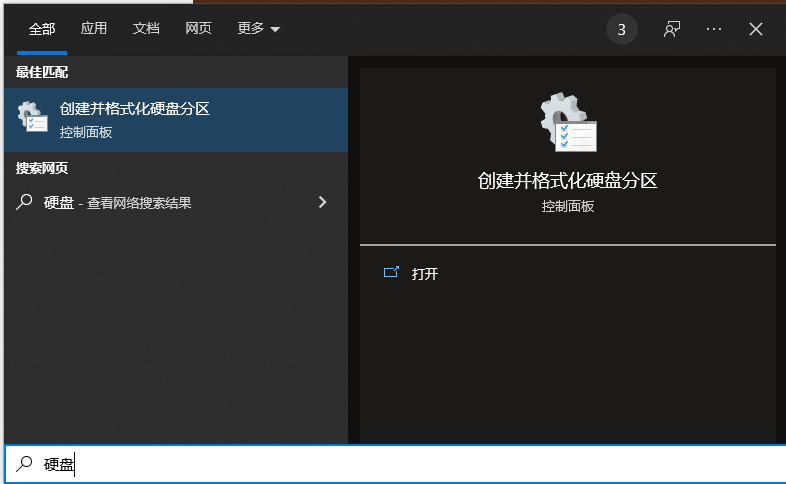 全部 应用 文档 网页 更多 3
最佳匹配
创建并格式化硬盘分区
控制面板
搜索网页
硬盘 - 查看网络搜索结果
创建并格式化硬盘分区
控制面板
打开
硬盘